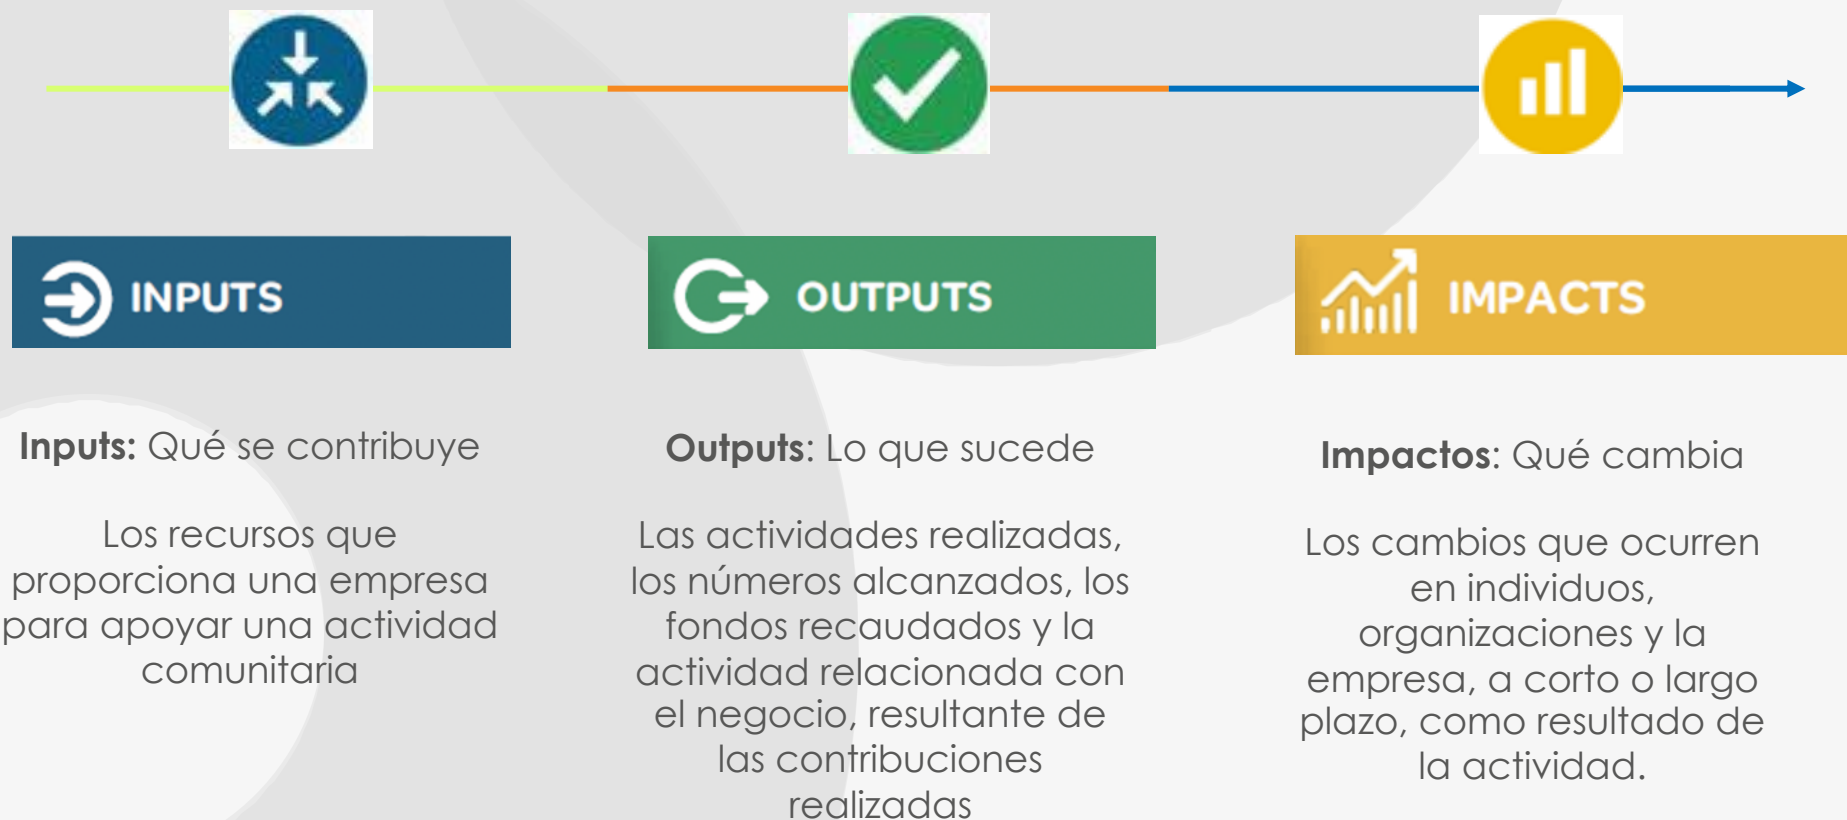 INPUTS
Inputs: Qué se contribuye
Los recursos que
proporciona una empresa
para apoyar una actividad
comunitaria
OUTPUTS
Outputs: Lo que sucede
Las actividades realizadas,
los números alcanzados, los
fondos recaudados y la
actividad relacionada con
el negocio, resultante de
las contribuciones
realizadas
IMPACTS
Impactos: Qué cambia
Los cambios que ocurren
en individuos,
organizaciones y la
empresa, a corto o largo
plazo, como resultado de
la actividad.